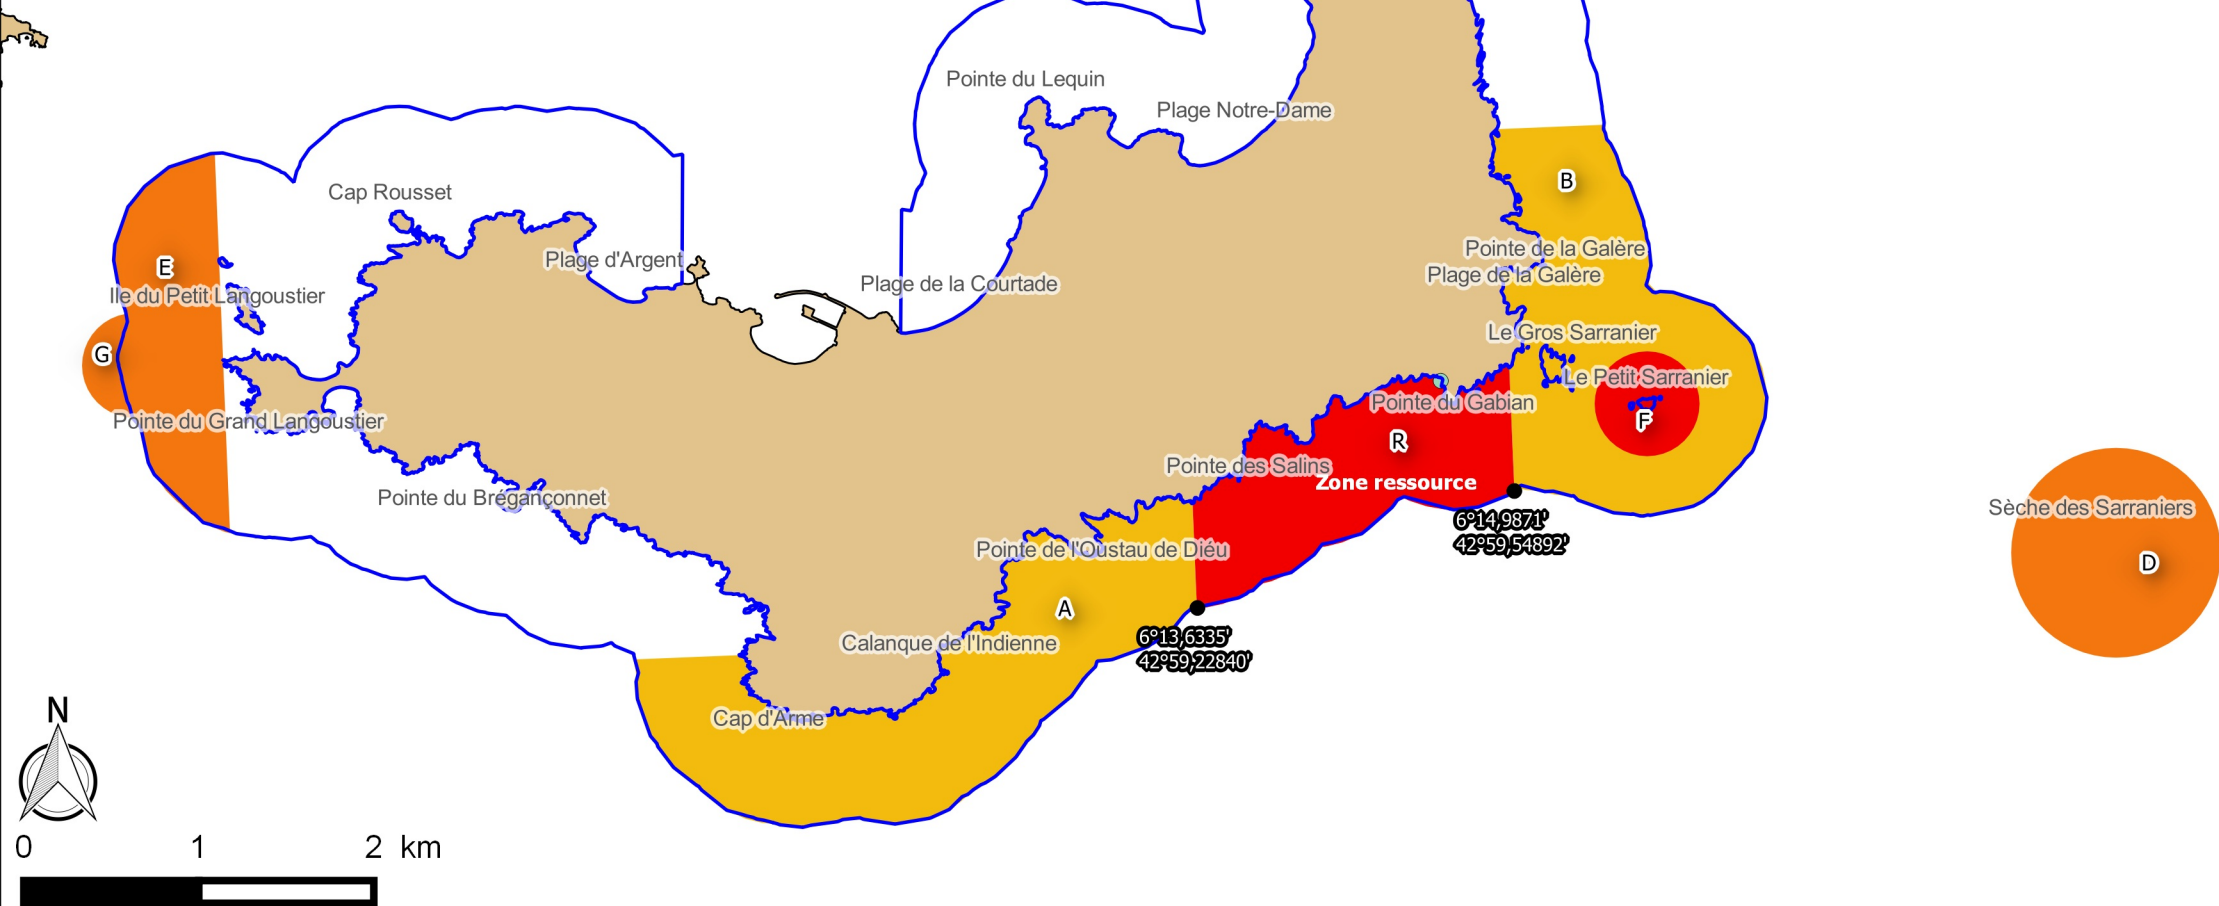 Pointe du Lequin
Plage Notre-Dame
Cap Rousset
B
Pointe de la Galère
Plage d'Argent
E
Plage de la Galère
Plage de la Courtade
Ile du Petit Langoustier
Le Gros Sarranier
G
Le Petit Sarranier
Pointe du Gabian
Pointe du Grand Langoustier
F
R
Pointe des Salins
Zone ressource
Pointe du Brégançonnet
Sèche des Sarraniers
6°14,9871'
42°59,54892'
Pointe de l'Oustau de Diéu
D
A
6°13,6335'
42°59,22840'
Calanque de l'Indienne
N
Cap d'Arme
0 1 2 km